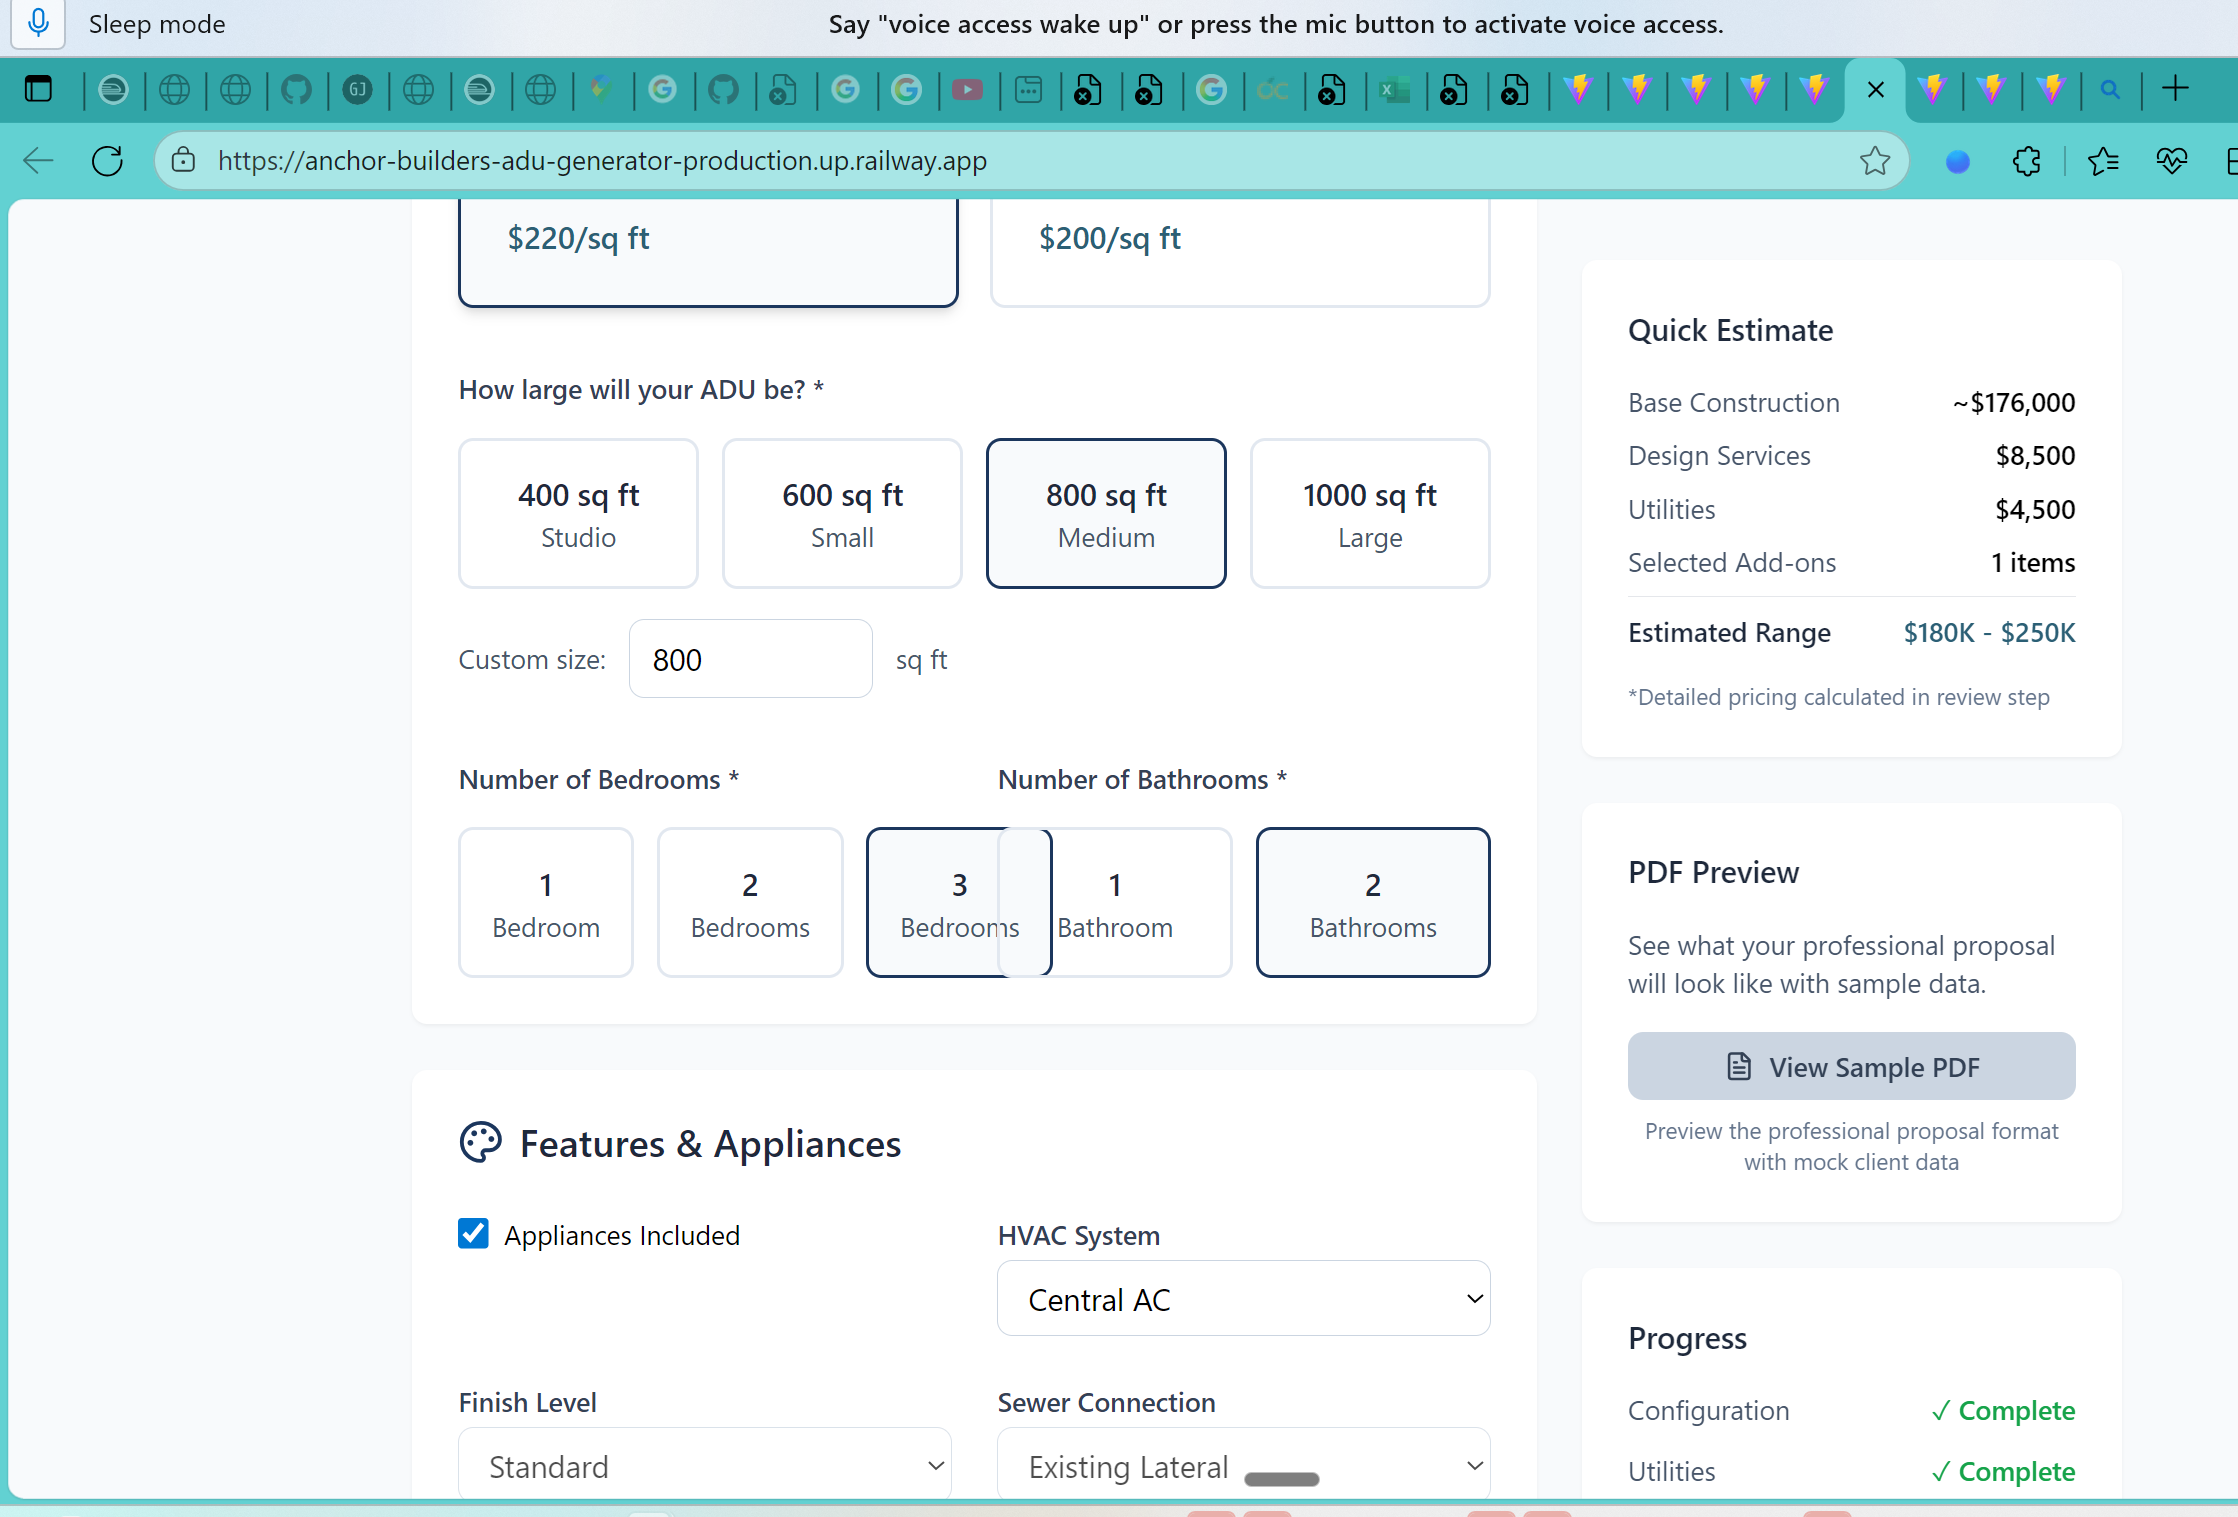 Sleep mode
Say "voice access wake up" or press the mic button to activate voice access.
GJ
https://anchor-builders-adu-generator-production.up.railway.app
$220/sq ft
$200/sq ft
How large will your ADU be? *
400 sq ft
Studio
600 sq ft
Small
800 sq ft
Medium
1000 sq ft
Large
Custom size:
800
sq ft
Number of Bedrooms *
1
Bedroom
2
Bedrooms
3
Bedrooms
Number of Bathrooms *
1
Bathroom
2
Bathrooms
Features & Appliances
Appliances Included
HVAC System
Central AC
Finish Level
Standard
Sewer Connection
Existing Lateral
Quick Estimate
Base Construction ~$176,000
Design Services $8,500
Utilities $4,500
Selected Add-ons 1 items
Estimated Range $180K - $250K
*Detailed pricing calculated in review step
PDF Preview
See what your professional proposal
will look like with sample data.
View Sample PDF
Preview the professional proposal format
with mock client data
Progress
Configuration ✓ Complete
Utilities ✓ Complete